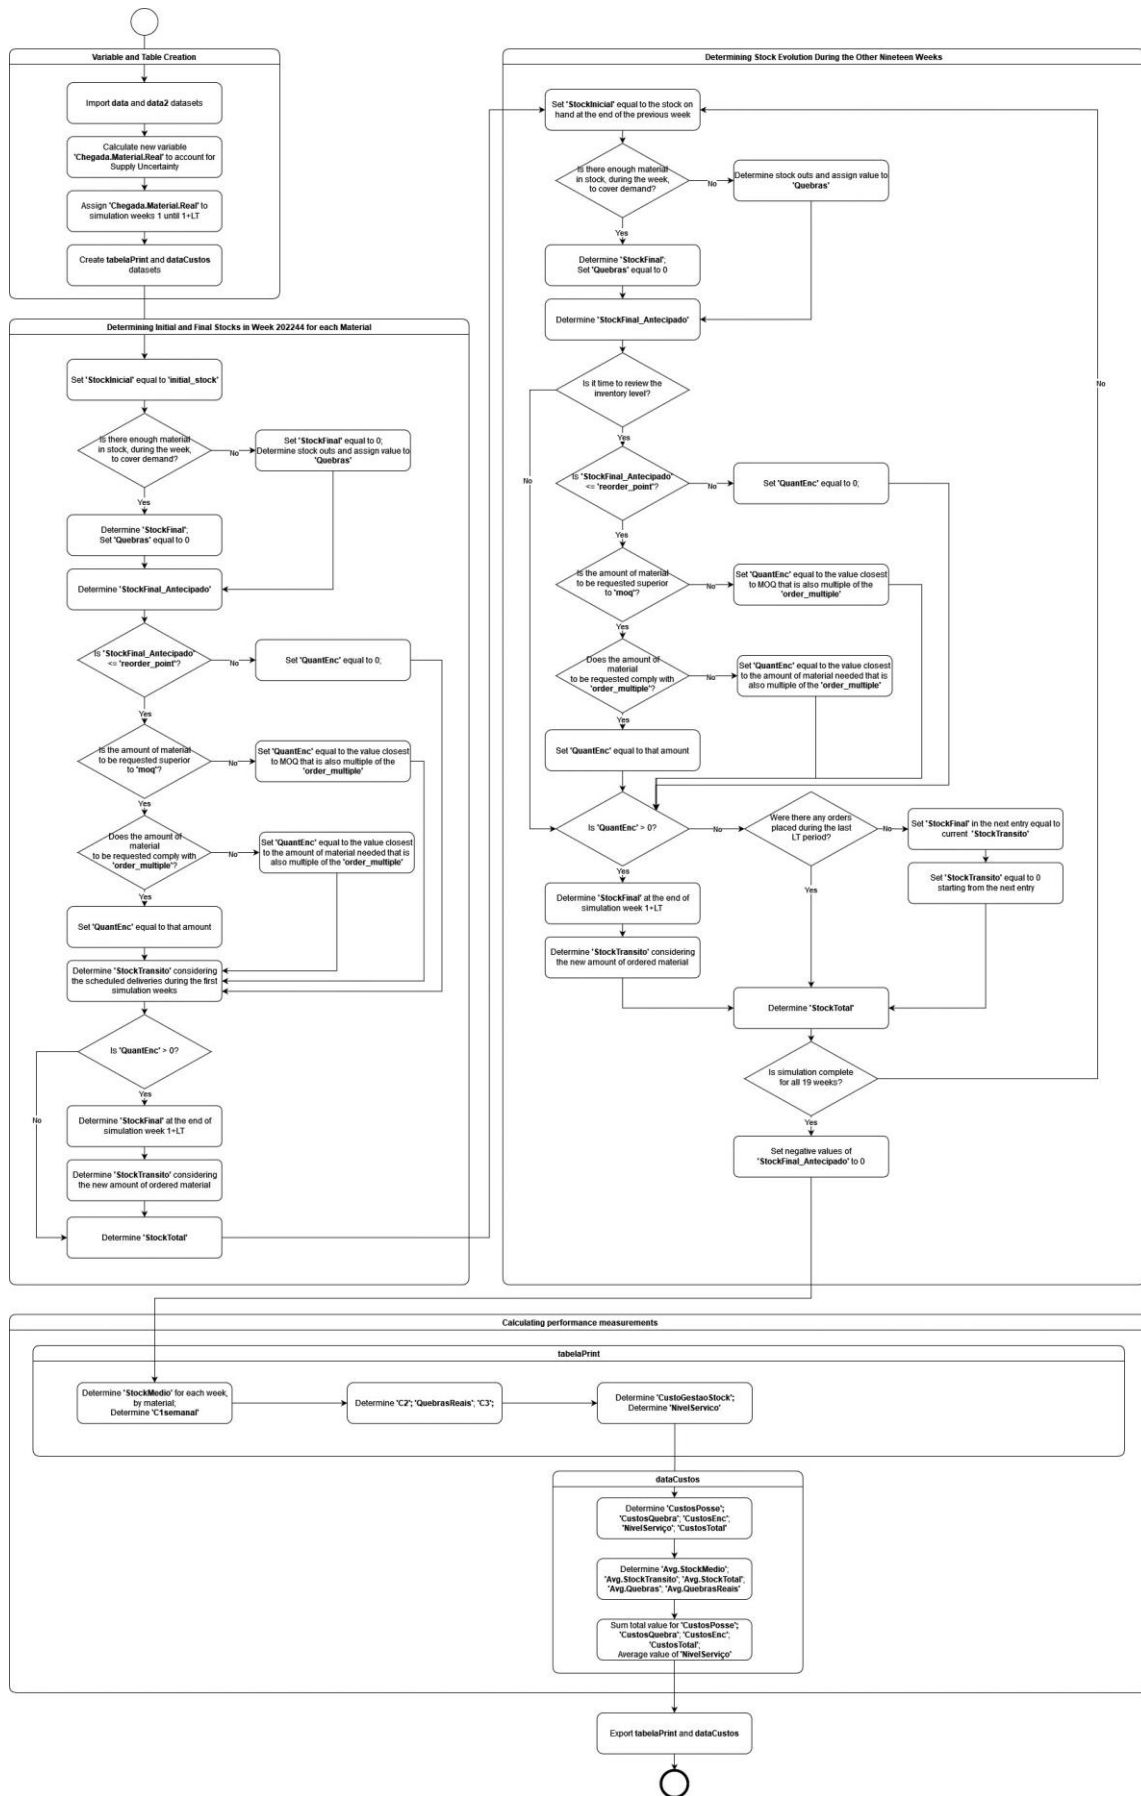 Variable and Table Creation
Import data and data2 datasets
Calculate new variable
'Chegada.Material.Real' to account for
Supply Uncertainty
Assign 'Chegada.Material.Real' to
simulation weeks 1 until 1+LT
Create tabelaPrint and dataCustos
datasets
Determining Initial and Final Stocks in Week 202244 for each Material
Set 'StockInicial' equal to 'initial_stock'
Is there enough material
in stock, during the week,
to cover demand?
No
Set 'StockFinal' equal to 0;
Determine stock outs and assign value to
'Quebras'
Yes
Determine 'StockFinal';
Set 'Quebras' equal to 0
Determine 'StockFinal_Antecipado'
Is 'StockFinal_Antecipado'
<= 'reorder_point'?
No
Set 'QuantEnc' equal to 0;
Yes
Is the amount of material
to be requested superior
to 'moq'?
No
Set 'QuantEnc' equal to the value closest
to MOQ that is also multiple of the
'order_multiple'
Yes
Does the amount of
material
to be requested comply with
'order_multiple'?
No
Set 'QuantEnc' equal to the value closest
to the amount of material needed that is
also multiple of the 'order_multiple'
Yes
Set 'QuantEnc' equal to that amount
Determine 'StockTransito' considering
the scheduled deliveries during the first
simulation weeks
Is 'QuantEnc' > 0?
Yes
No
Determine 'StockFinal' at the end of
simulation week 1+LT
Determine 'StockTransito' considering
the new amount of ordered material
Determine 'StockTotal'
Determining Stock Evolution During the Other Nineteen Weeks
Set 'StockInicial' equal to the stock on
hand at the end of the previous week
Is there enough material
in stock, during the week,
to cover demand?
No
Determine stock outs and assign value to
'Quebras'
Yes
Determine 'StockFinal';
Set 'Quebras' equal to 0
Determine 'StockFinal_Antecipado'
Is it time to review the
inventory level?
No
Yes
No
Is 'StockFinal_Antecipado'
<= 'reorder_point'?
No
Set 'QuantEnc' equal to 0;
Yes
Is the amount of material
to be requested superior
to 'moq'?
No
Set 'QuantEnc' equal to the value closest
to MOQ that is also multiple of the
'order_multiple'
Yes
Does the amount of
material
to be requested comply with
'order_multiple'?
No
Set 'QuantEnc' equal to the value closest
to the amount of material needed that is
also multiple of the 'order_multiple'
Yes
Set 'QuantEnc' equal to that amount
Is 'QuantEnc' > 0?
No
Were there any orders
placed during the last
LT period?
No
Set 'StockFinal' in the next entry equal to
current 'StockTransito'
Set 'StockTransito' equal to 0
starting from the next entry
Yes
Yes
Determine 'StockFinal' at the end of
simulation week 1+LT
Determine 'StockTransito' considering
the new amount of ordered material
Determine 'StockTotal'
Is simulation complete
for all 19 weeks?
Yes
Set negative values of
'StockFinal_Antecipado' to 0
Calculating performance measurements
tabelaPrint
Determine 'StockMedio' for each week,
by material;
Determine 'C1semanal'
Determine 'C2'; 'QuebrasReais'; 'C3';
Determine 'CustoGestaoStock';
Determine 'NivelServico'
dataCustos
Determine 'CustosPosse';
'CustosQuebra'; 'CustosEnc';
'NivelServiço'; 'CustosTotal'
Determine 'Avg.StockMedio';
'Avg.StockTransito'; 'Avg.StockTotal';
'Avg.Quebras'; 'Avg.QuebrasReais'
Sum total value for 'CustosPosse';
'CustosQuebra'; 'CustosEnc';
'CustosTotal';
Average value of 'NivelServiço'
Export tabelaPrint and dataCustos